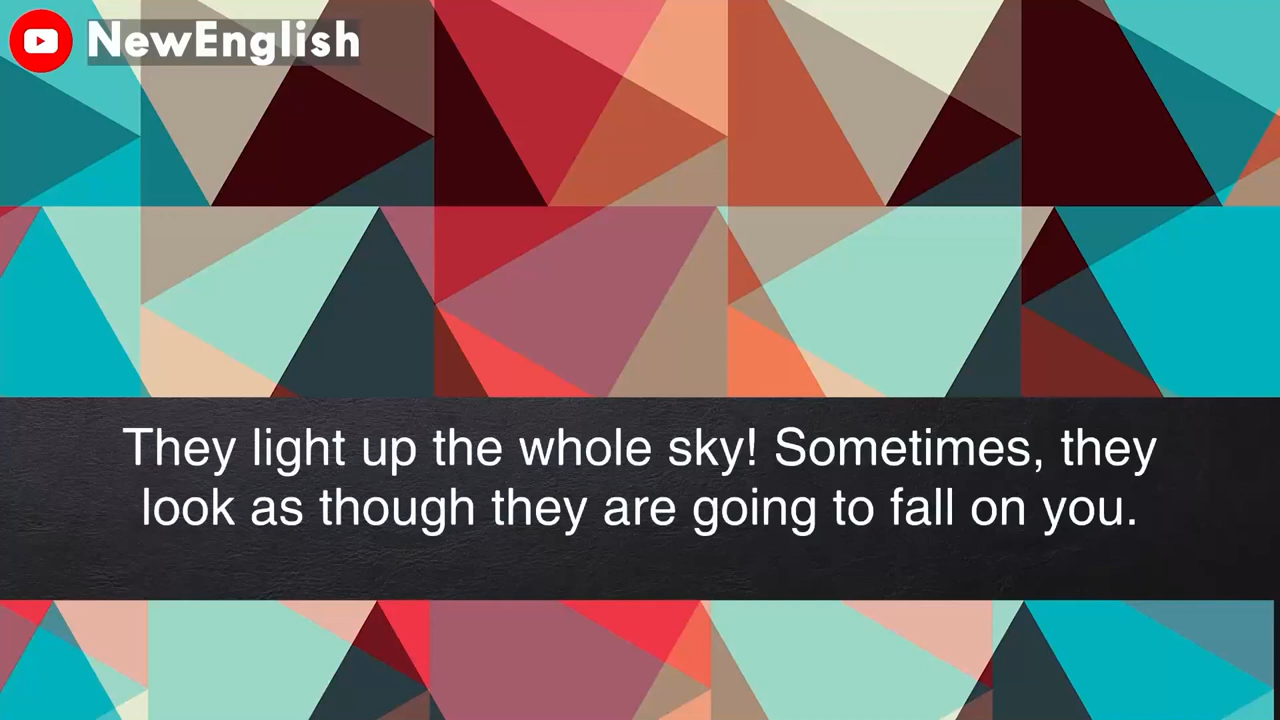 NewEnglish
They light up the whole sky! Sometimes, they
look as though they are going to fall on you.